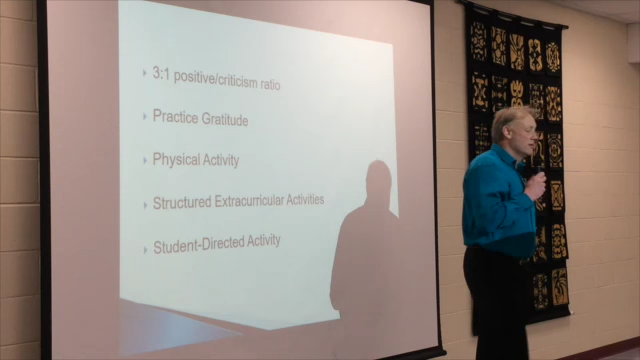 3:1 positive/criticism ratio
Practice Gratitude
Physical Activity
Structured Extracurricular Activities
Student-Directed Activity